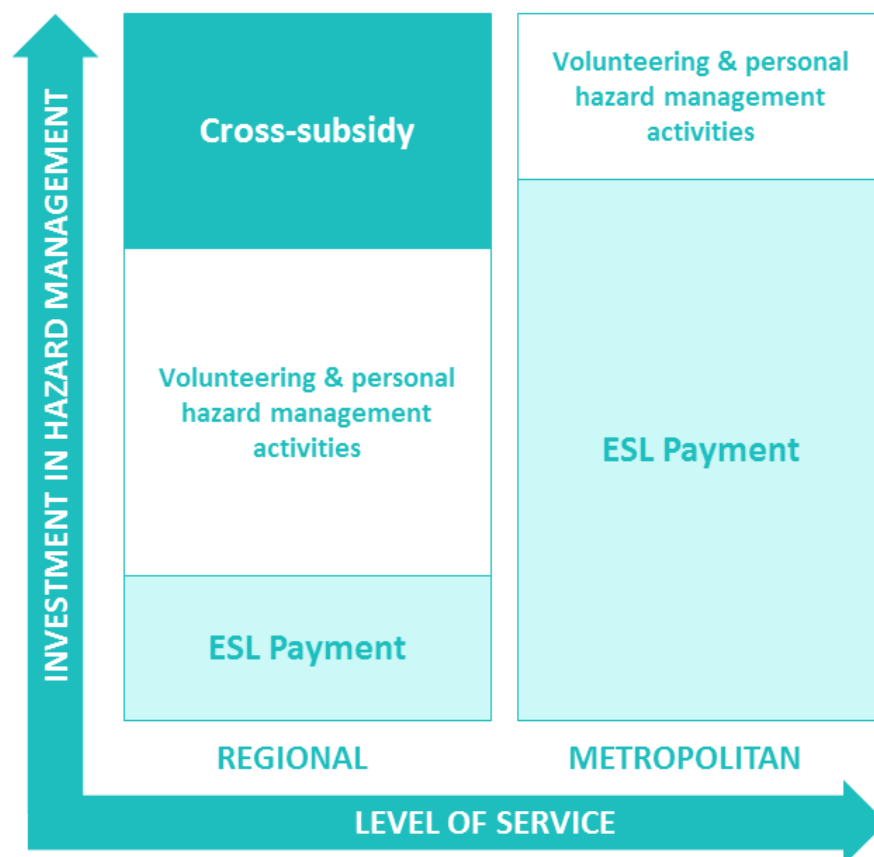 INVESTMENT IN HAZARD MANAGEMENT
Cross-subsidy
Volunteering & personal
hazard management
activities
ESL Payment
REGIONAL
Volunteering & personal
hazard management
activities
ESL Payment
METROPOLITAN
LEVEL OF SERVICE